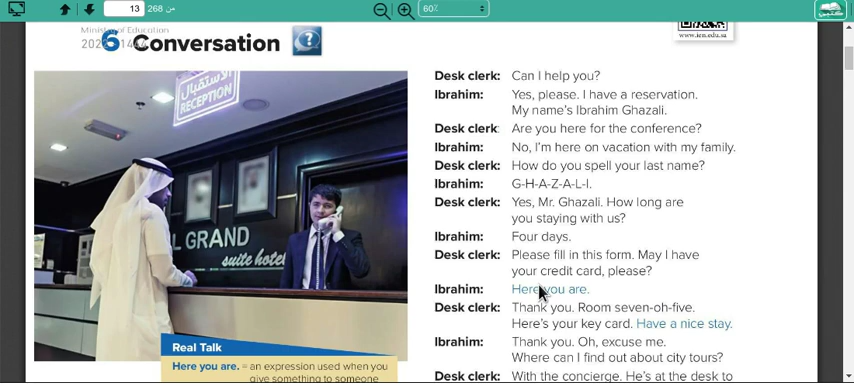 13
من 268
60%
Ministry of Education
6 Conversation
www.ien.edu.sa
الاستقبال
RECEPTION
L GRAND
suite hotel
Real Talk
Here you are. = an expression used when you
give something to someone
Desk clerk: Can I help you?
Ibrahim: Yes, please. I have a reservation.
My name's Ibrahim Ghazali.
Desk clerk: Are you here for the conference?
Ibrahim: No, I'm here on vacation with my family.
Desk clerk: How do you spell your last name?
Ibrahim: G-H-A-Z-A-L-I.
Desk clerk: Yes, Mr. Ghazali. How long are
you staying with us?
Ibrahim: Four days.
Desk clerk: Please fill in this form. May I have
your credit card, please?
Ibrahim: Here you are.
Desk clerk: Thank you. Room seven-oh-five.
Here's your key card. Have a nice stay.
Ibrahim: Thank you. Oh, excuse me.
Where can I find out about city tours?
Desk clerk: With the concierge. He's at the desk to